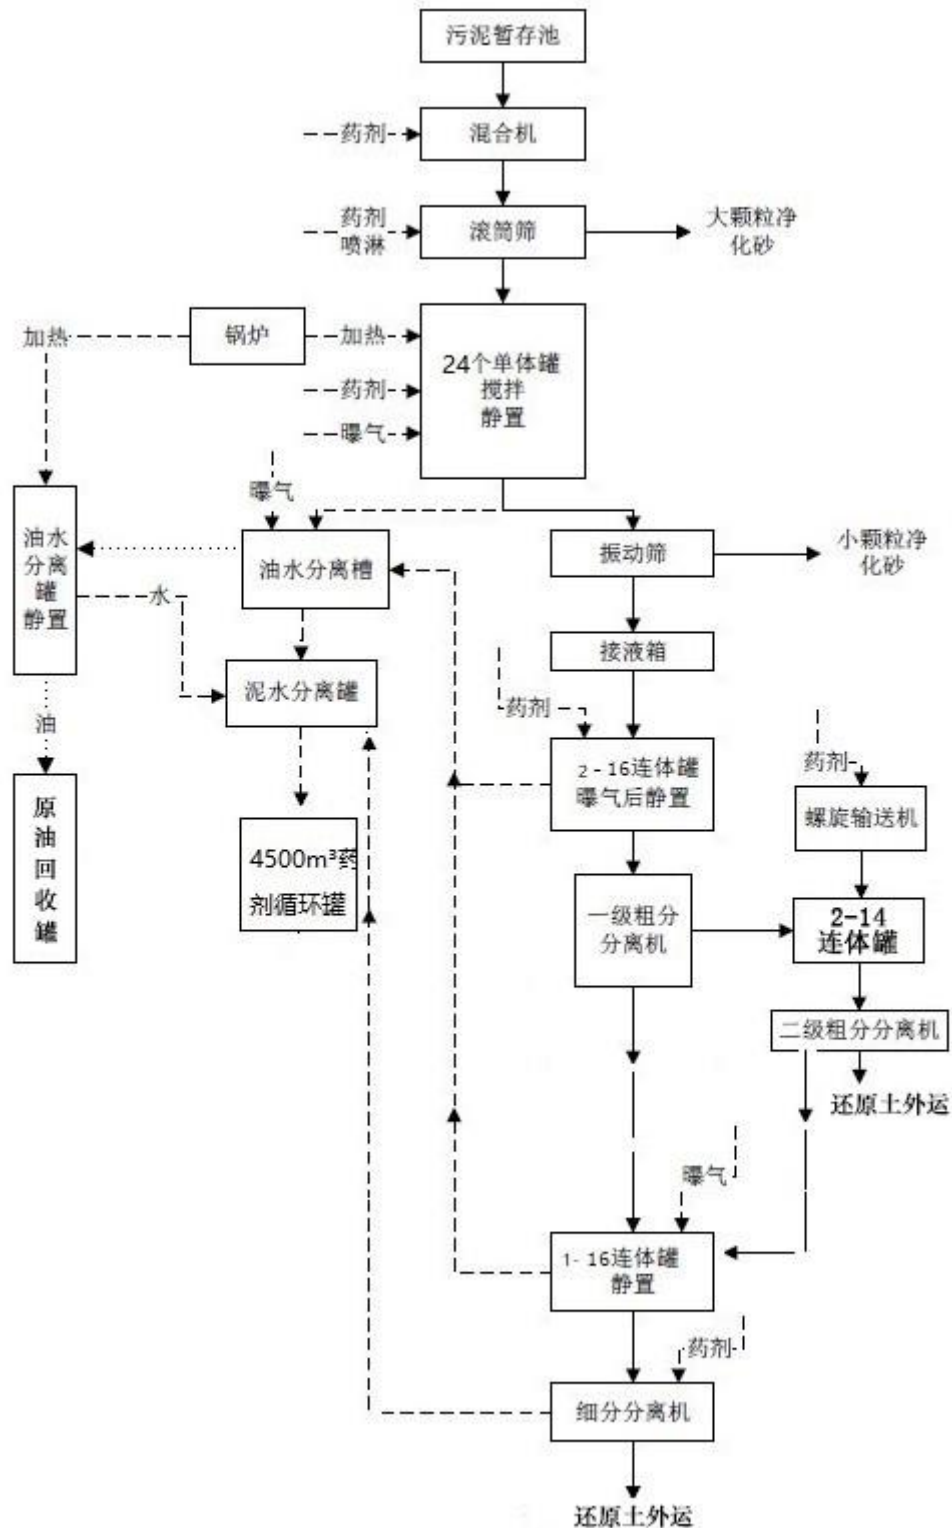 污泥暂存池
药剂
混合机
药剂
喷淋
滚筒筛
大颗粒净
化砂
加热
锅炉
加热
药剂
曝气
24个单体罐
搅拌
静置
曝气
油水
分离
罐
静置
油水分离槽
振动筛
小颗粒净
化砂
水
接液箱
泥水分离罐
油
药剂
2-16连体罐
曝气后静置
药剂
螺旋输送机
原
油
回
收
罐
4500m³药
剂循环罐
一级粗分
分离机
2-14
连体罐
二级粗分分离机
还原土外运
曝气
1-16连体罐
静置
药剂
细分分离机
还原土外运